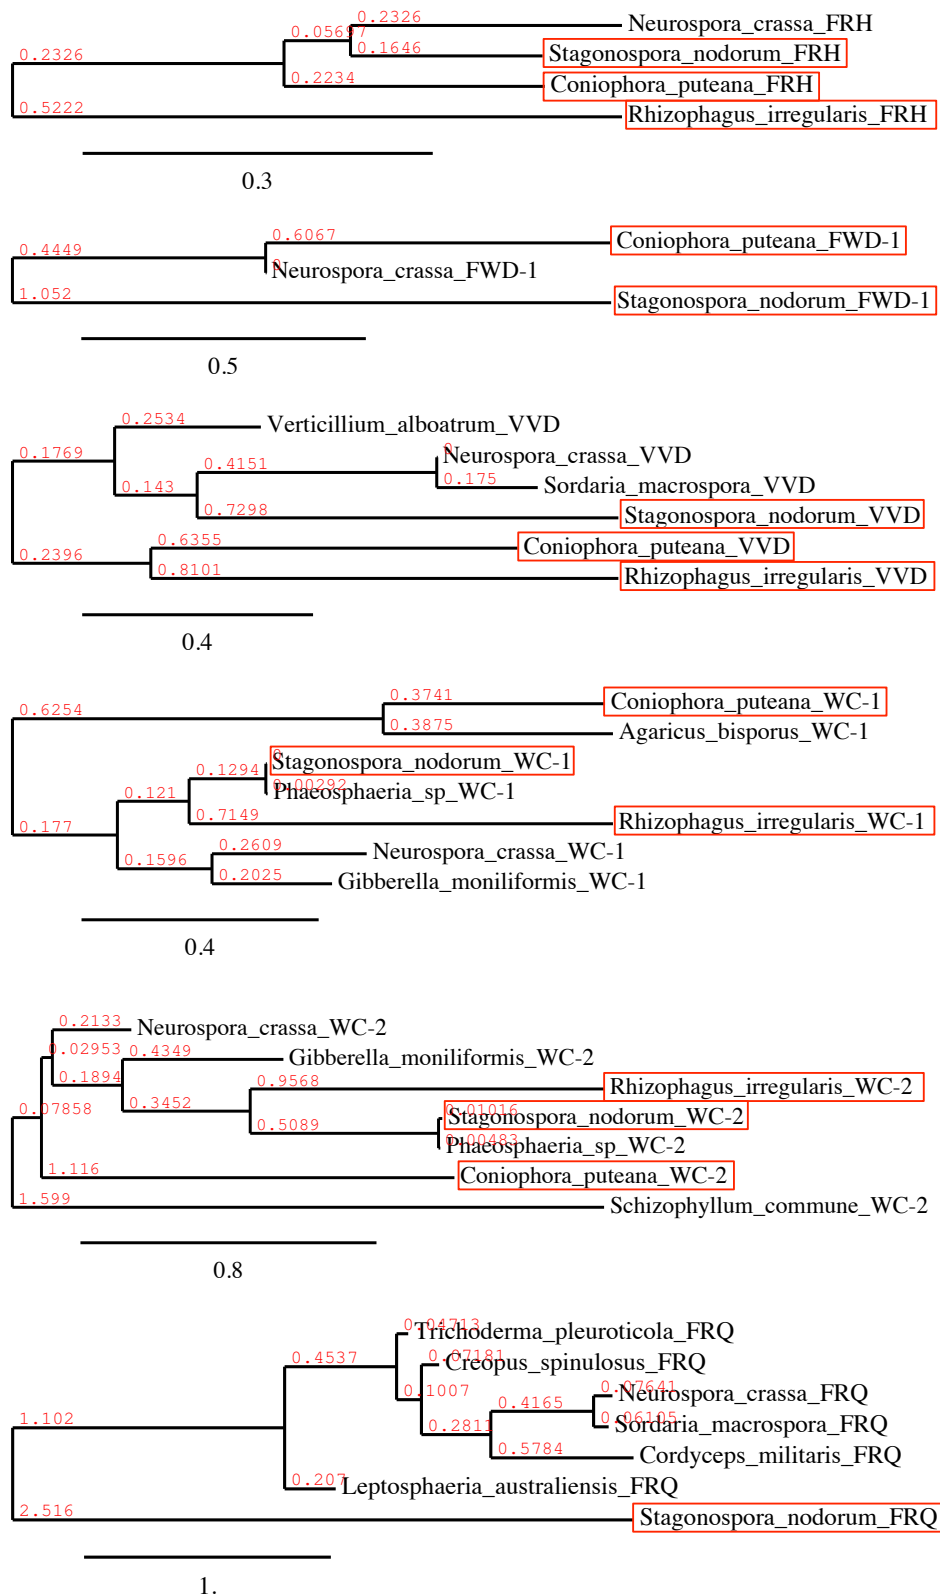 0.2326
Neurospora_crassa_FRH
0.05697
0.1646
Stagonospora_nodorum_FRH
0.2326
0.2234
Coniophora_puteana_FRH
0.5222
Rhizophagus_irregularis_FRH
0.3
0.6067
Coniophora_puteana_FWD-1
0.4449
0
Neurospora_crassa_FWD-1
1.052
Stagonospora_nodorum_FWD-1
0.5
0.2534
Verticillium_alboatrum_VVD
0.1769
0
Neurospora_crassa_VVD
0.4151
0.175
Sordaria_macrospora_VVD
0.143
0.7298
Stagonospora_nodorum_VVD
0.6355
Coniophora_puteana_VVD
0.2396
0.8101
Rhizophagus_irregularis_VVD
0.4
0.3741
Coniophora_puteana_WC-1
0.6254
0.3875
Agaricus_bisporus_WC-1
0
Stagonospora_nodorum_WC-1
0.1294
0.00292
Phaeosphaeria_sp_WC-1
0.121
0.7149
Rhizophagus_irregularis_WC-1
0.177
0.2609
Neurospora_crassa_WC-1
0.1596
0.2025
Gibberella_moniliformis_WC-1
0.4
0.2133
Neurospora_crassa_WC-2
0.02953
0.4349
Gibberella_moniliformis_WC-2
0.1894
0.9568
Rhizophagus_irregularis_WC-2
0.3452
0.01016
Stagonospora_nodorum_WC-2
0.07858
0.5089
0.00483
Phaeosphaeria_sp_WC-2
1.116
Coniophora_puteana_WC-2
1.599
Schizophyllum_commune_WC-2
0.8
0.04713
Trichoderma_pleuroticola_FRQ
0.4537
0.07181
Creopus_spinulosus_FRQ
0.1007
0.07641
Neurospora_crassa_FRQ
0.4165
0.06105
Sordaria_macrospora_FRQ
1.102
0.2811
0.5784
Cordyceps_militaris_FRQ
0.207
Leptosphaeria_australiensis_FRQ
2.516
Stagonospora_nodorum_FRQ
1.